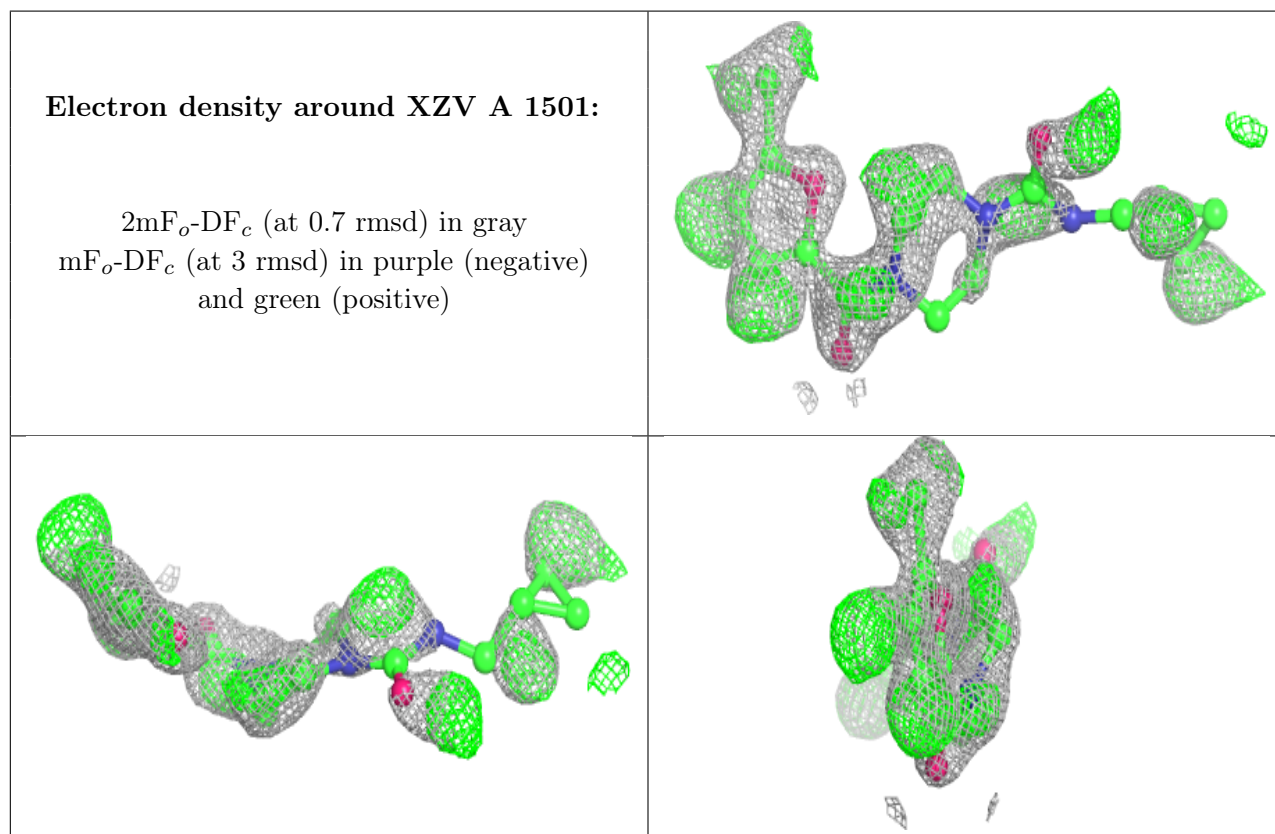 Electron density around XZV A 1501:
2mFo-DFc (at 0.7 rmsd) in gray
mFo-DFc (at 3 rmsd) in purple (negative)
and green (positive)